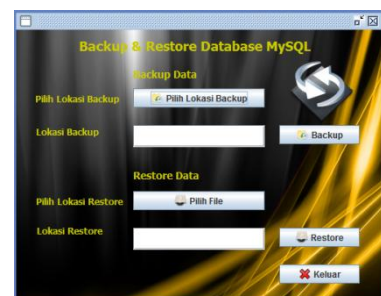 Backup & Restore Database MySQL
Backup Data
Pilih Lokasi Backup
Pilih Lokasi Backup
Lokasi Backup
Backup
Restore Data
Pilih Lokasi Restore
Pilih File
Lokasi Restore
Restore
Keluar